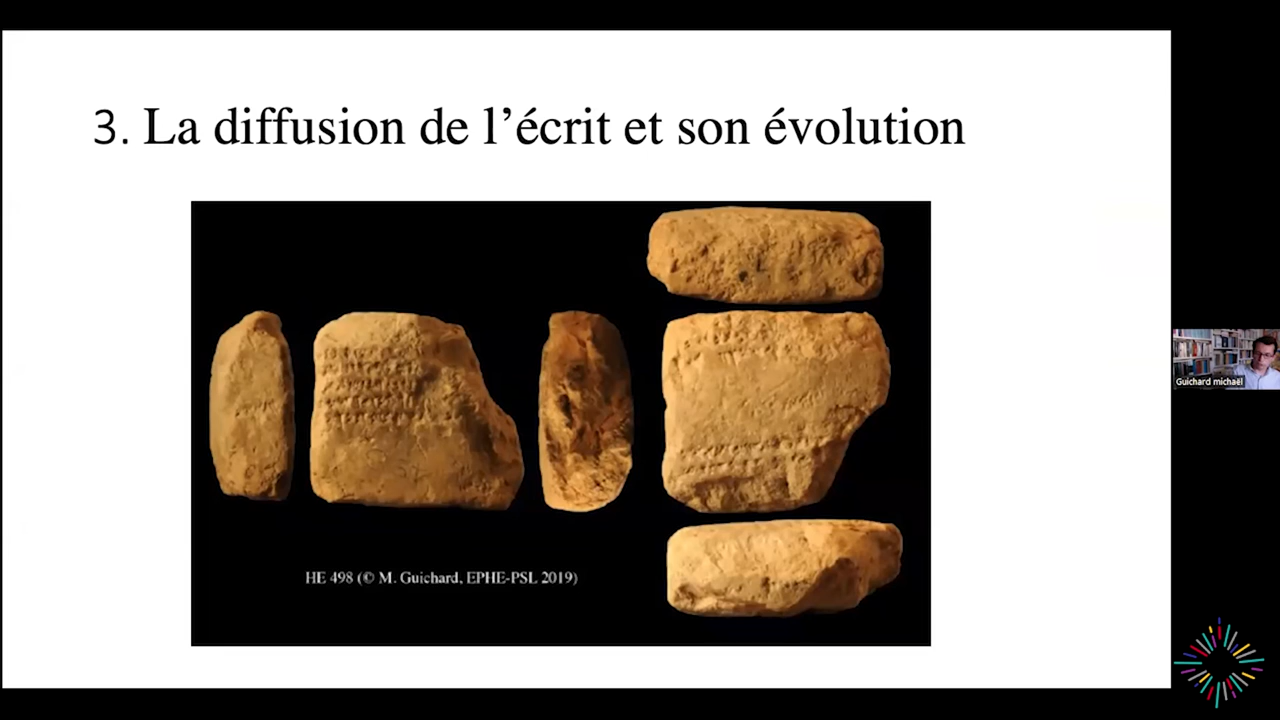 3. La diffusion de l’écrit et son évolution
HE 498 (© M. Guichard, EPHE-PSL 2019)
Guichard michaël